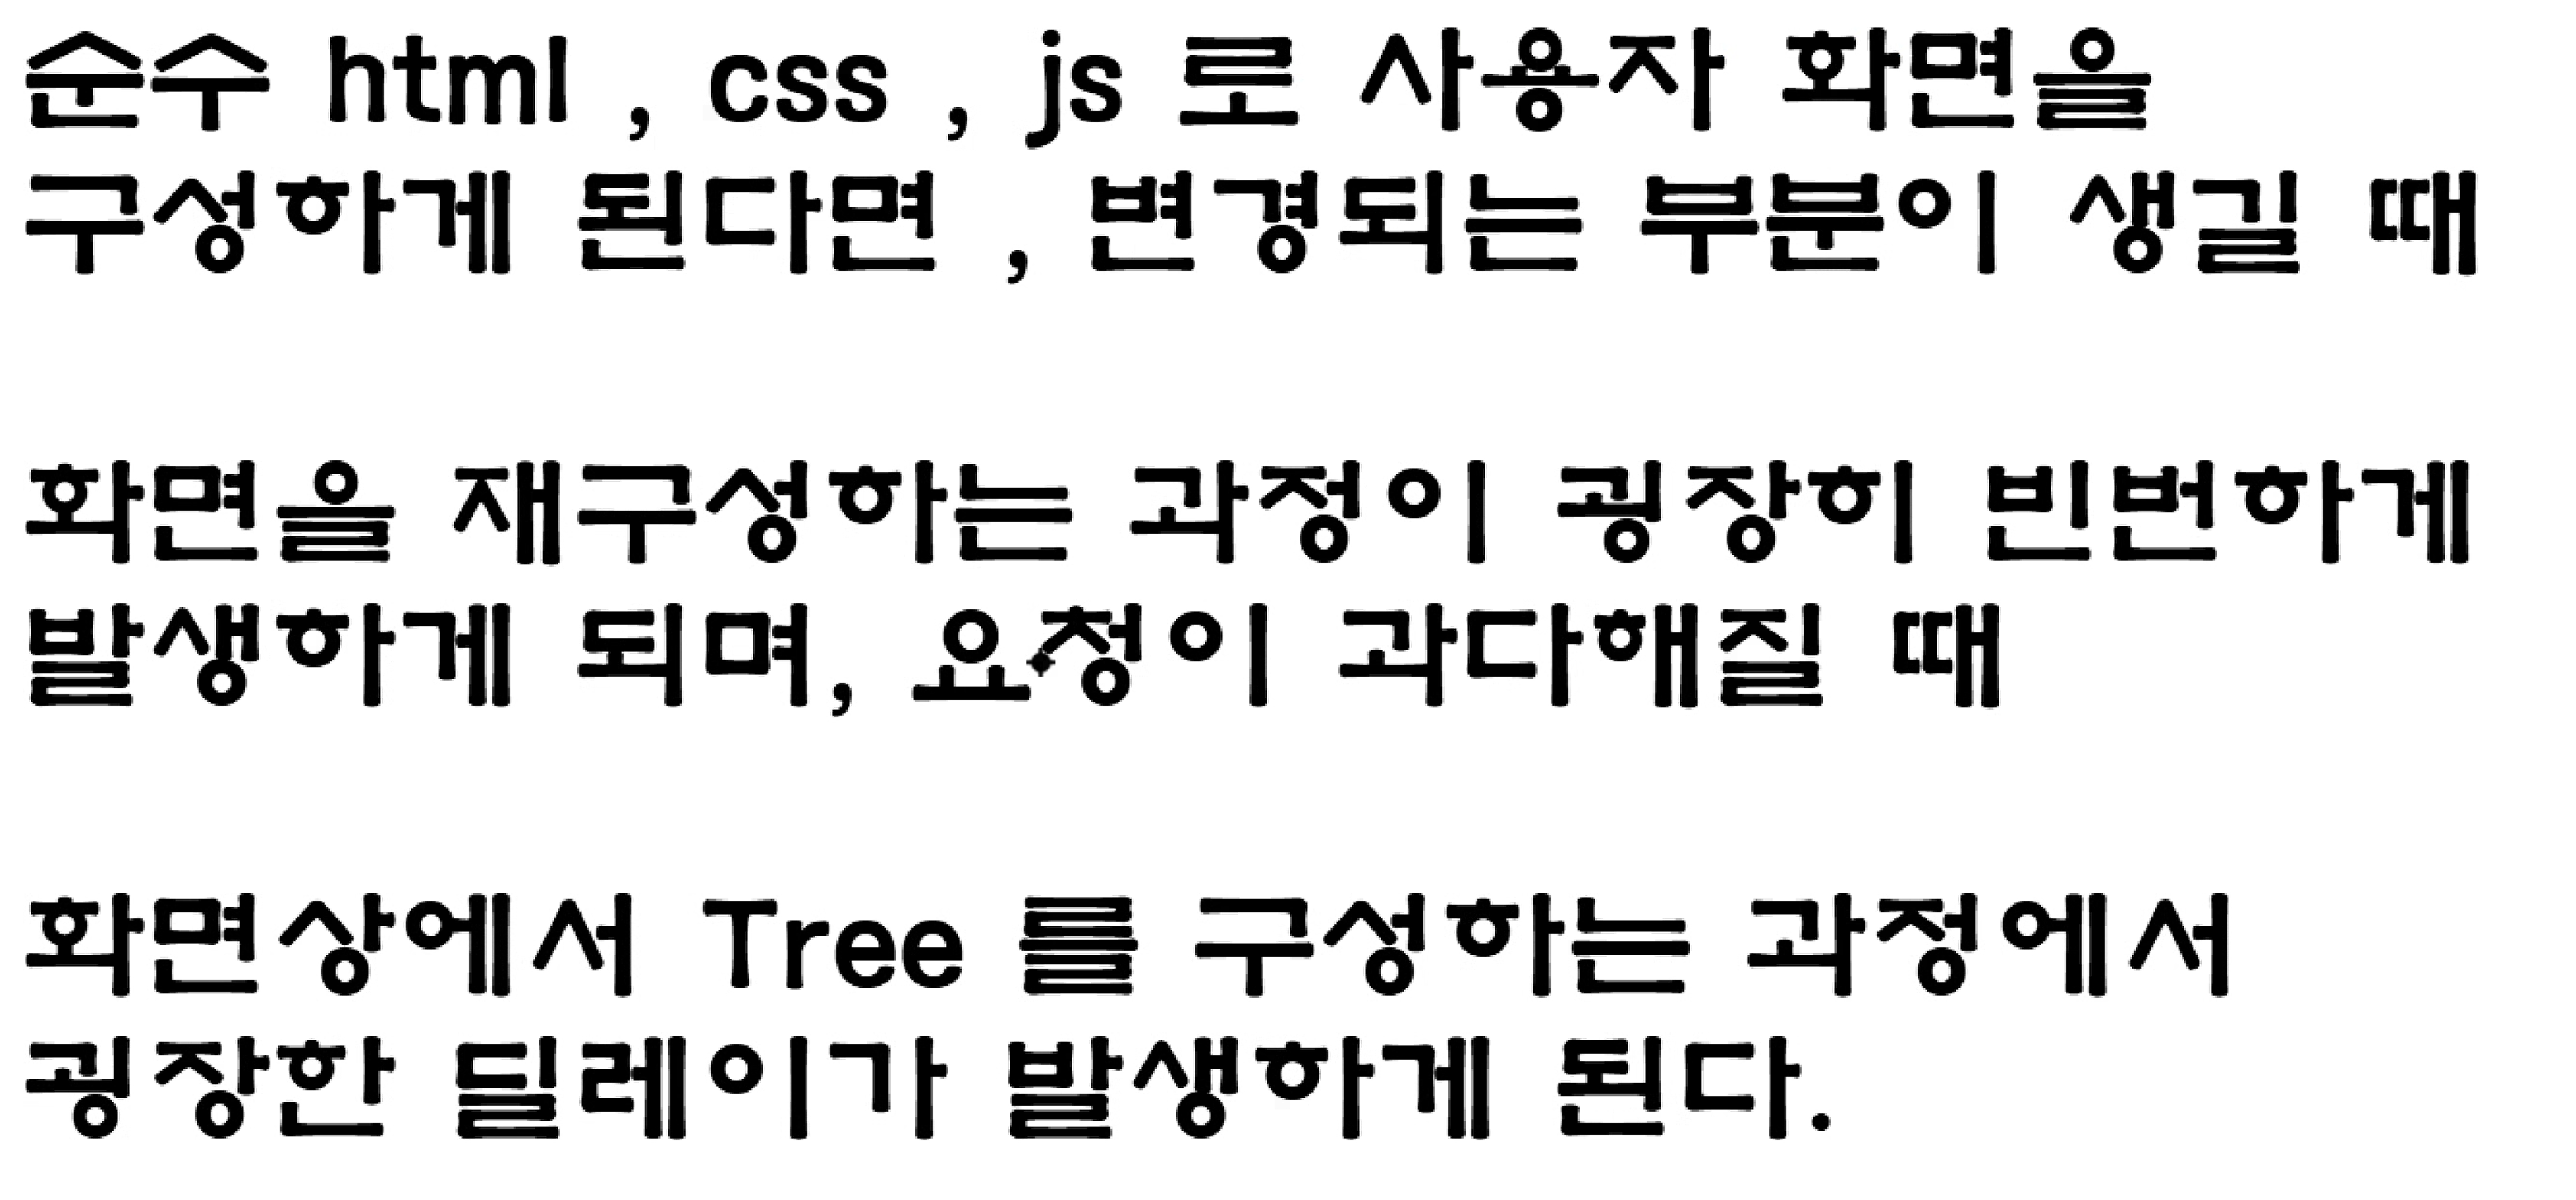 순수 html , css , js 로 사용자 화면을
구성하게 된다면 , 변경되는 부분이 생길 때
화면을 재구성하는 과정이 굉장히 빈번하게
발생하게 되며, 요청이 과다해질 때
화면상에서 Tree 를 구성하는 과정에서
굉장한 딜레이가 발생하게 된다.